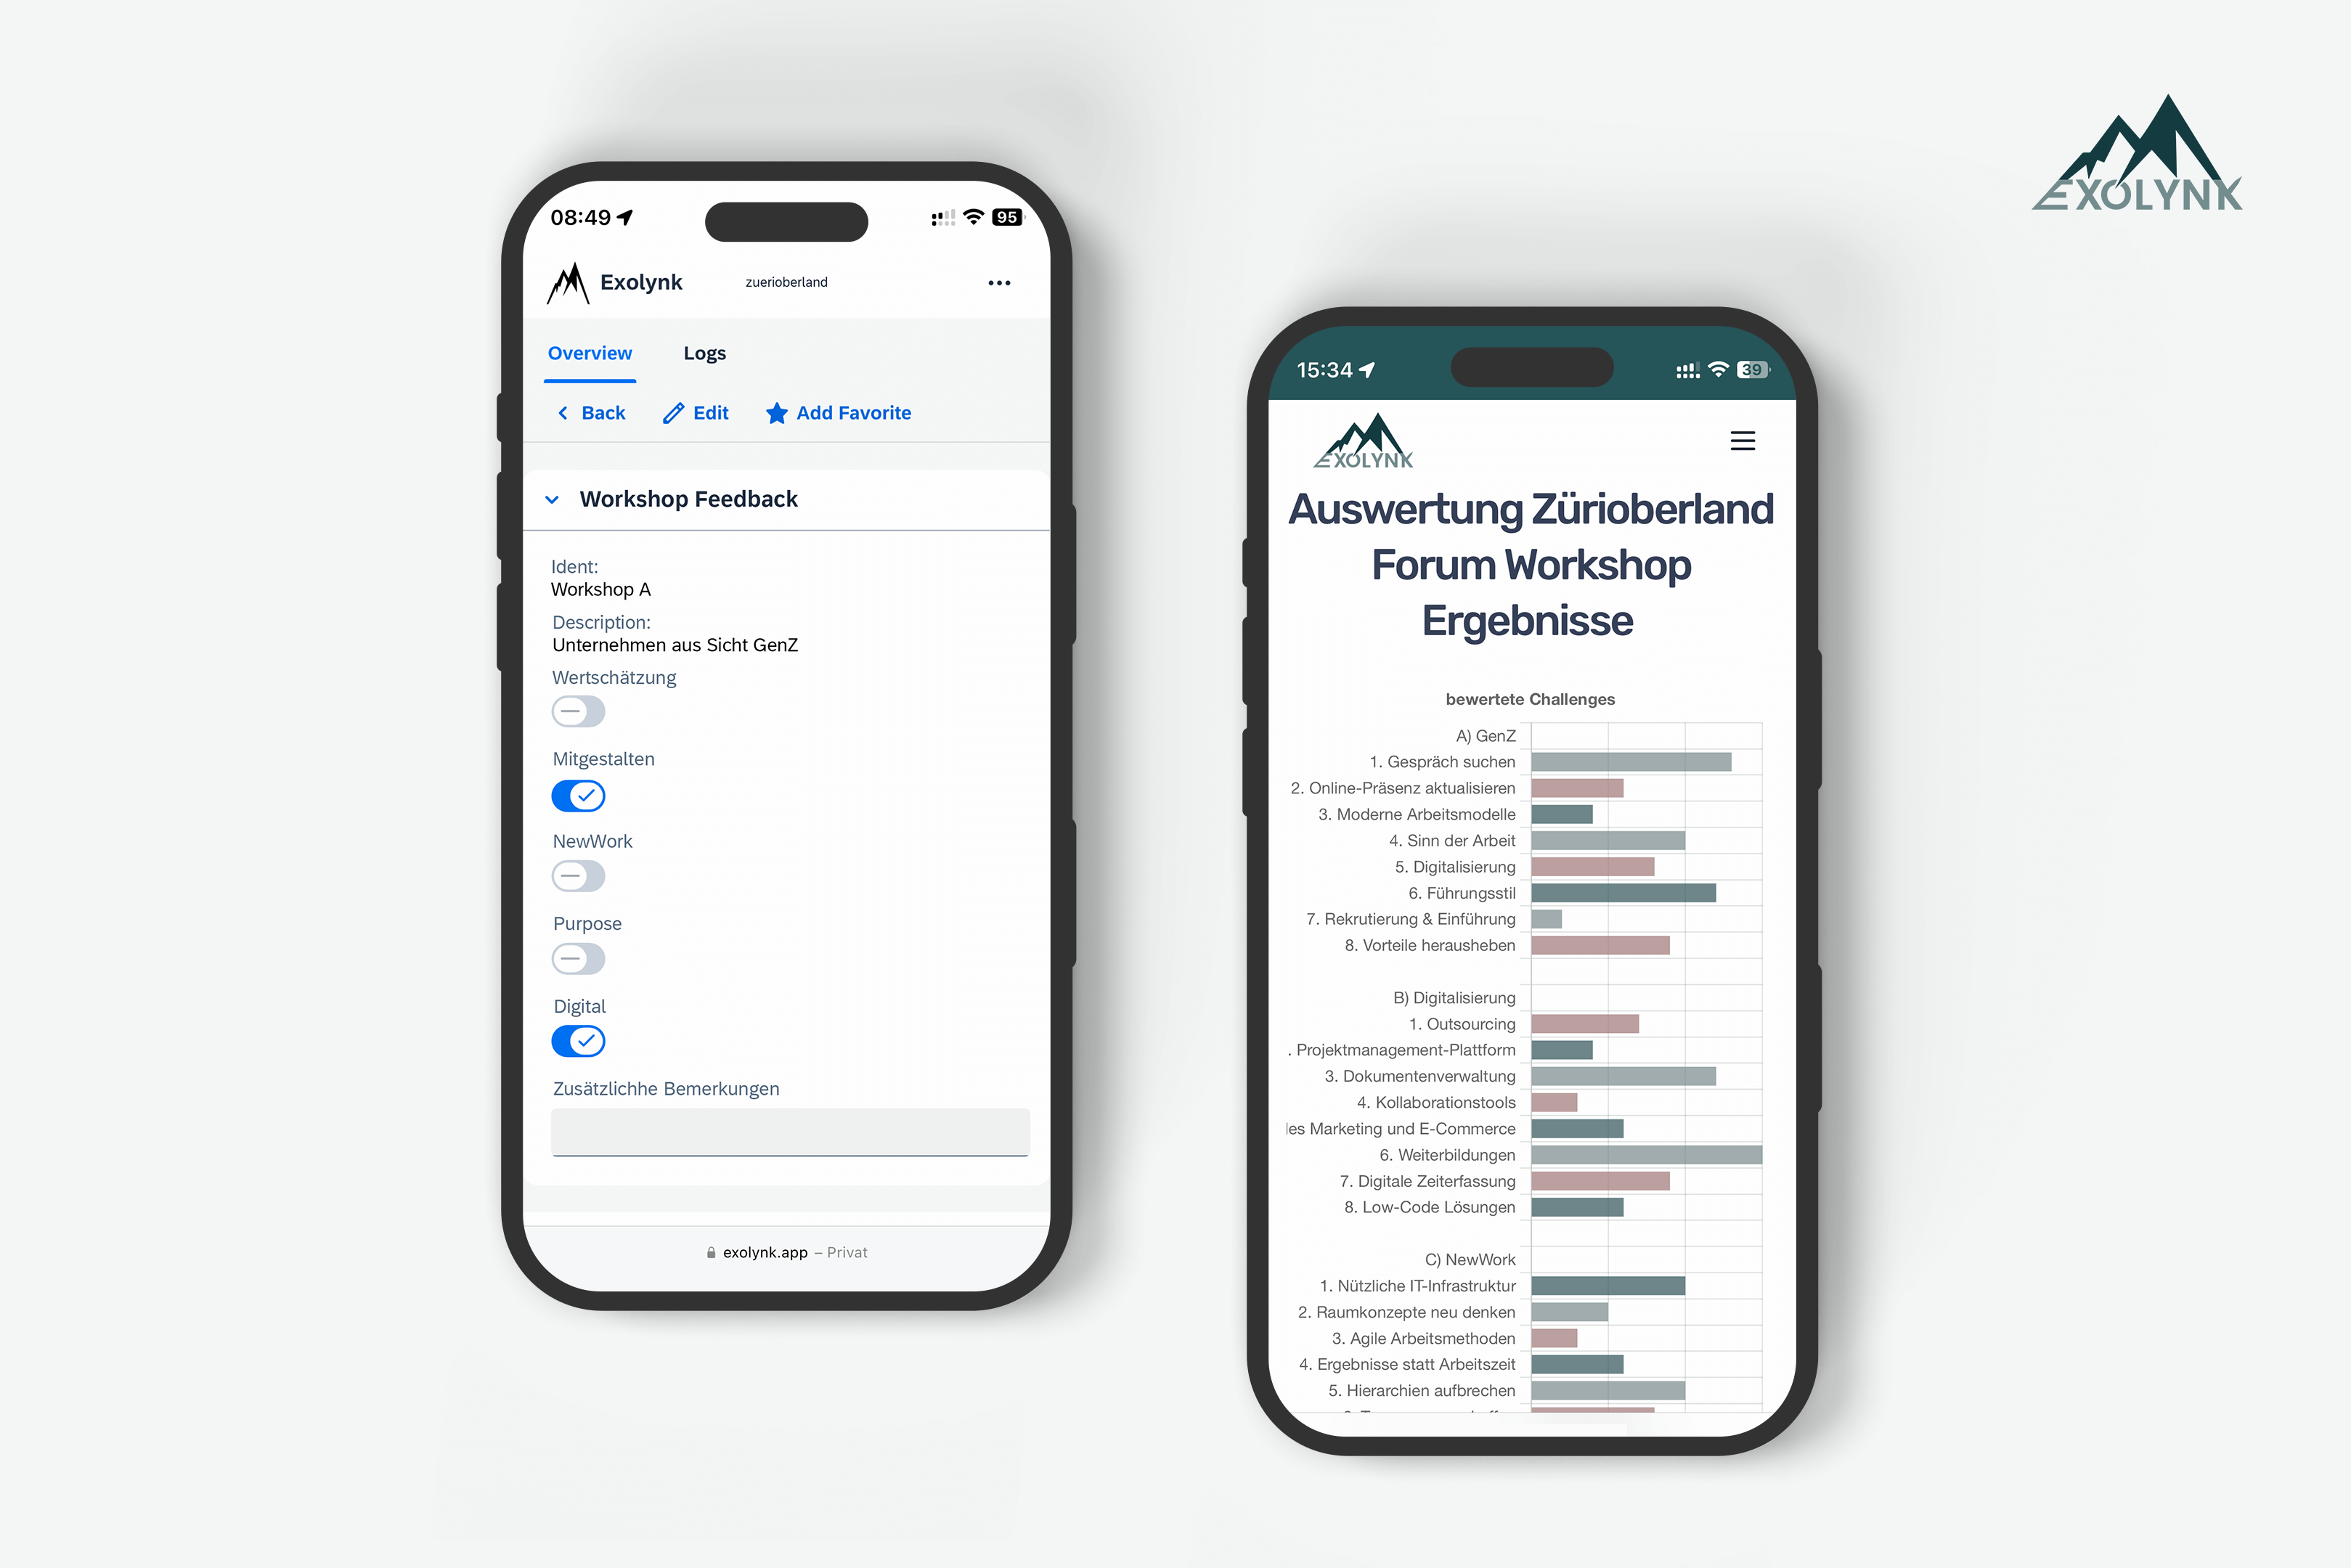 EXOLYNK
08:49
95
Exolynk
zuerioberland
Overview
Logs
Back
Edit
Add Favorite
Workshop Feedback
Ident:
Workshop A
Description:
Unternehmen aus Sicht GenZ
Wertschätzung
Mitgestalten
NewWork
Purpose
Digital
Zusätzlichhe Bemerkungen
exolynk.app – Privat
15:34
39
EXOLYNK
Auswertung Zürioberland
Forum Workshop
Ergebnisse
bewertete Challenges
A) GenZ
1. Gespräch suchen
2. Online-Präsenz aktualisieren
3. Moderne Arbeitsmodelle
4. Sinn der Arbeit
5. Digitalisierung
6. Führungsstil
7. Rekrutierung & Einführung
8. Vorteile herausheben
B) Digitalisierung
1. Outsourcing
. Projektmanagement-Plattform
3. Dokumentenverwaltung
4. Kollaborationstools
les Marketing und E-Commerce
6. Weiterbildungen
7. Digitale Zeiterfassung
8. Low-Code Lösungen
C) NewWork
1. Nützliche IT-Infrastruktur
2. Raumkonzepte neu denken
3. Agile Arbeitsmethoden
4. Ergebnisse statt Arbeitszeit
5. Hierarchien aufbrechen